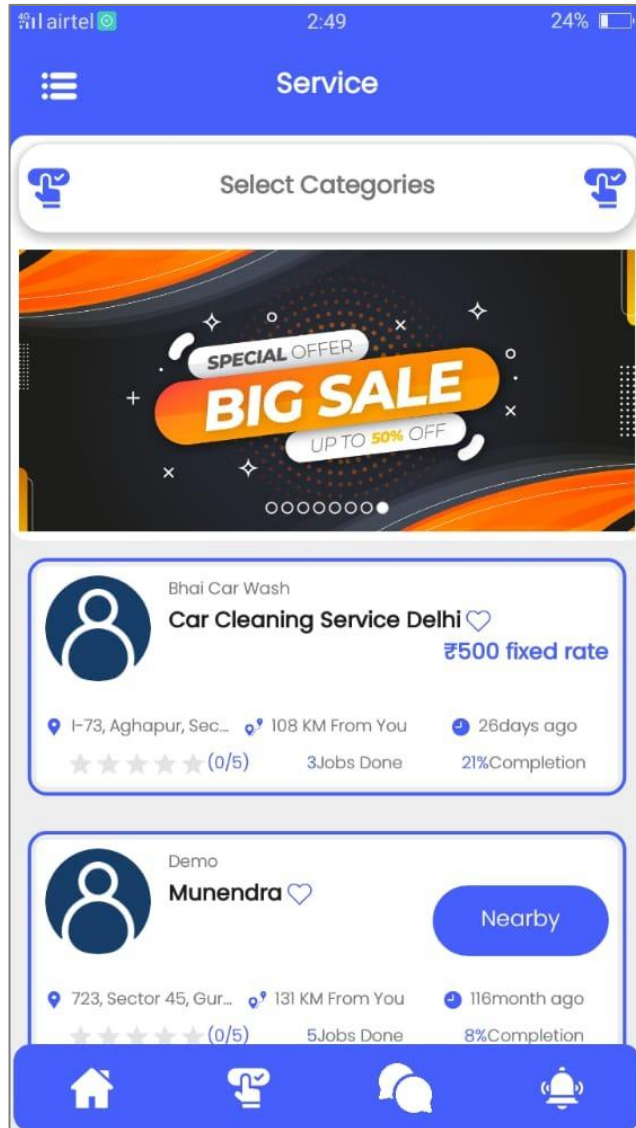 4G airtel 2:49 24%
Service
Select Categories
SPECIAL OFFER
BIG SALE
UP TO 50% OFF
Bhai Car Wash
Car Cleaning Service Delhi
₹500 fixed rate
I-73, Aghapur, Sec... 108 KM From You 26days ago
(0/5) 3Jobs Done 21%Completion
Demo
Munendra
Nearby
723, Sector 45, Gur... 131 KM From You 116month ago
(0/5) 5Jobs Done 8%Completion